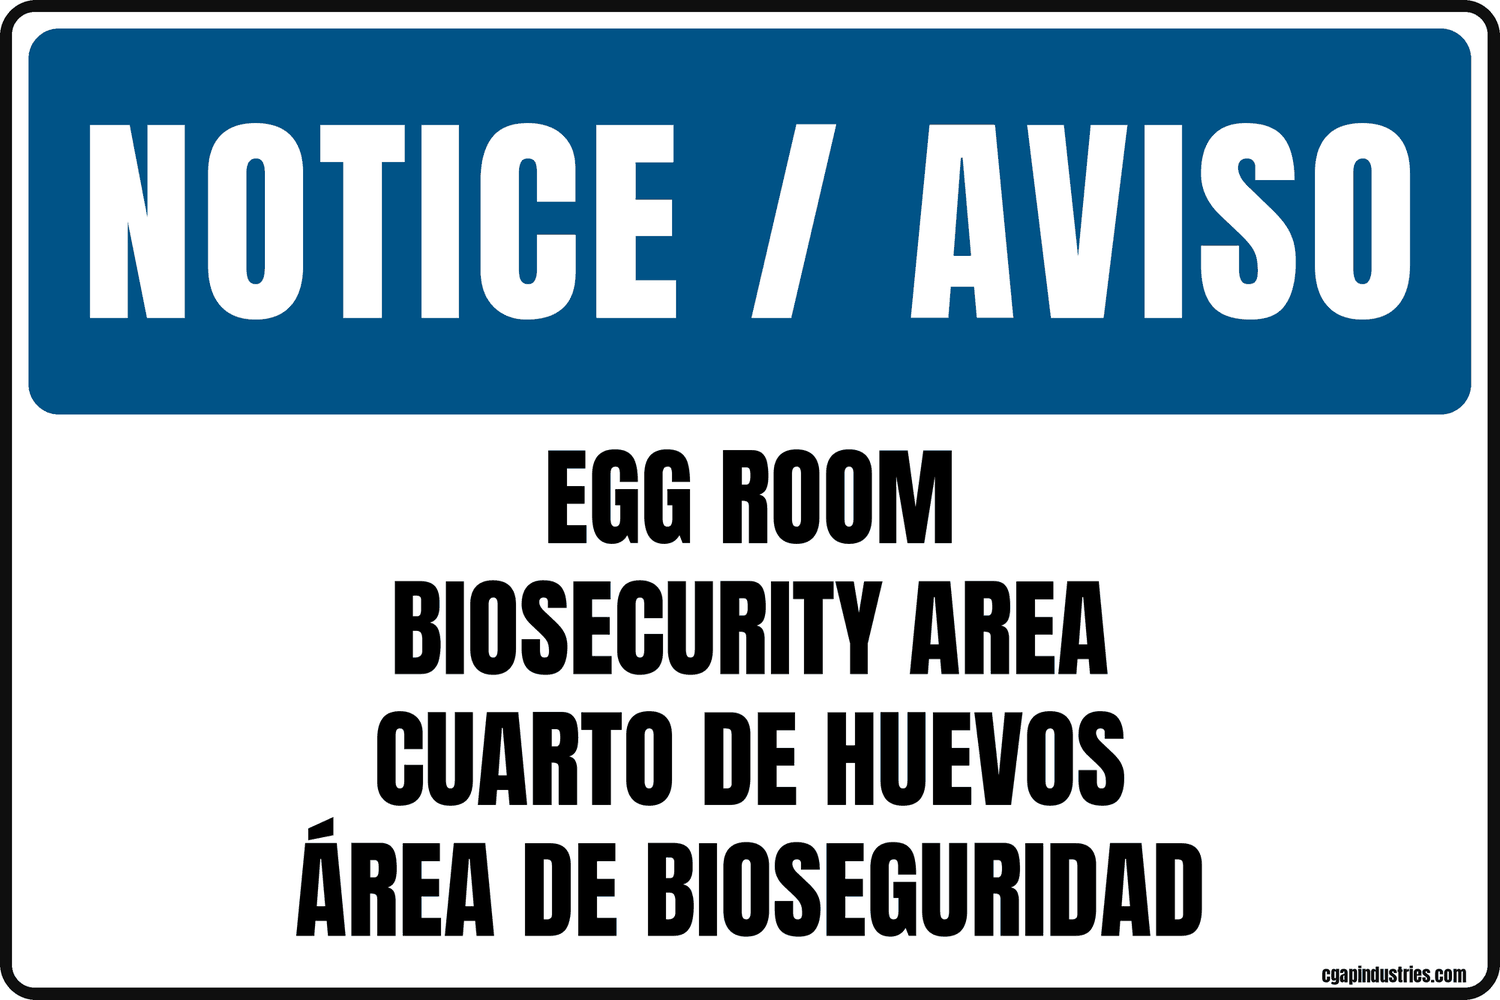 NOTICE / AVISO
EGG ROOM
BIOSECURITY AREA
CUARTO DE HUEVOS
ÁREA DE BIOSEGURIDAD
cgapindustries.com